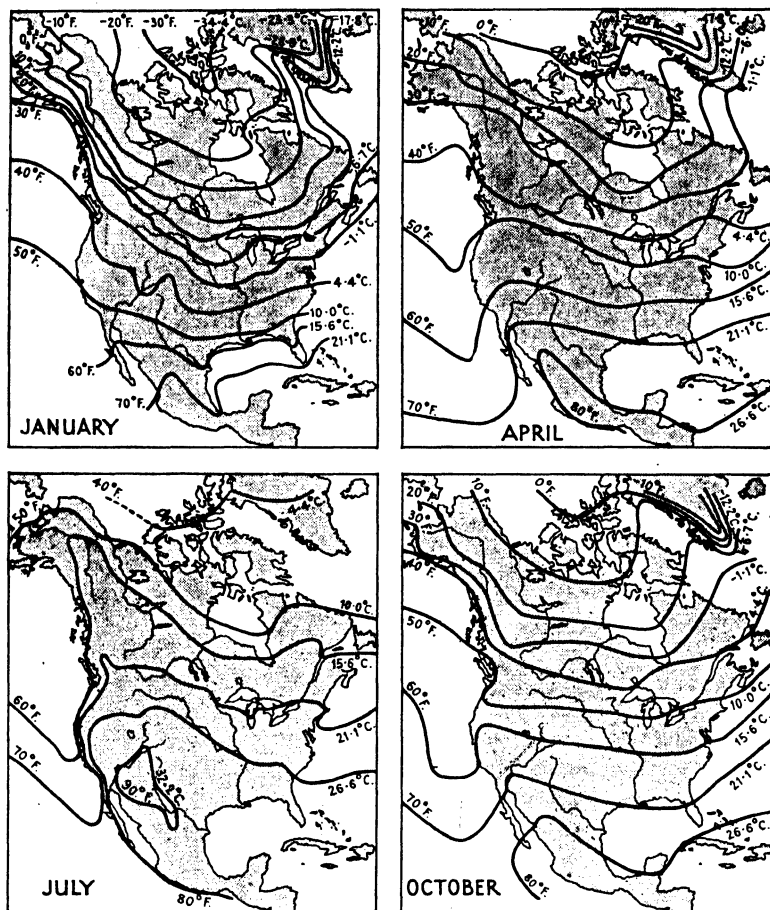 -10°F.
-20°F.
-30°F.
-34·4°C.
-17·8°C.
30°F.
40°F.
50°F.
60°F.
70°F.
-1·1°C.
4·4°C.
10·0°C.
15·6°C.
21·1°C.
JANUARY
0°F.
-20°F.
20°F.
30°F.
40°F.
50°F.
60°F.
70°F.
80°F.
-1·1°C.
4·4°C.
10·0°C.
15·6°C.
21·1°C.
26·6°C.
APRIL
40°F.
4·4°C.
50°F.
60°F.
70°F.
80°F.
90°F.
32·2°C.
10·0°C.
15·6°C.
21·1°C.
26·6°C.
JULY
20°F.
10°F.
0°F.
-10°F.
30°F.
40°F.
50°F.
60°F.
70°F.
80°F.
-1·1°C.
4·4°C.
10·0°C.
15·6°C.
21·1°C.
26·6°C.
OCTOBER